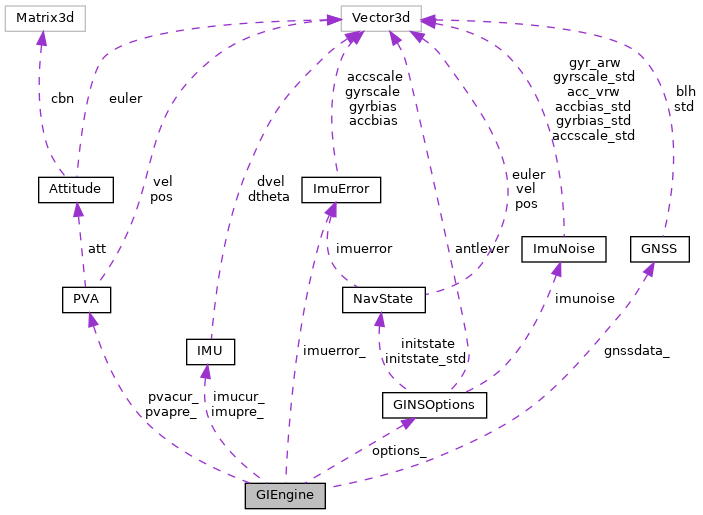 Matrix3d
Vector3d
gyr_arw
gyrscale_std
acc_vrw
accbias_std
gyrbias_std
accscale_std
accscale
gyrscale
gyrbias
accbias
blh
std
cbn
euler
vel
pos
dvel
dtheta
euler
vel
pos
Attitude
ImuError
att
imuerror
antlever
ImuNoise
GNSS
PVA
NavState
imunoise
IMU
imuerror_
initstate
initstate_std
gnssdata_
pvacur_
pvapre_
imucur_
imupre_
GINSOptions
options_
GIEngine